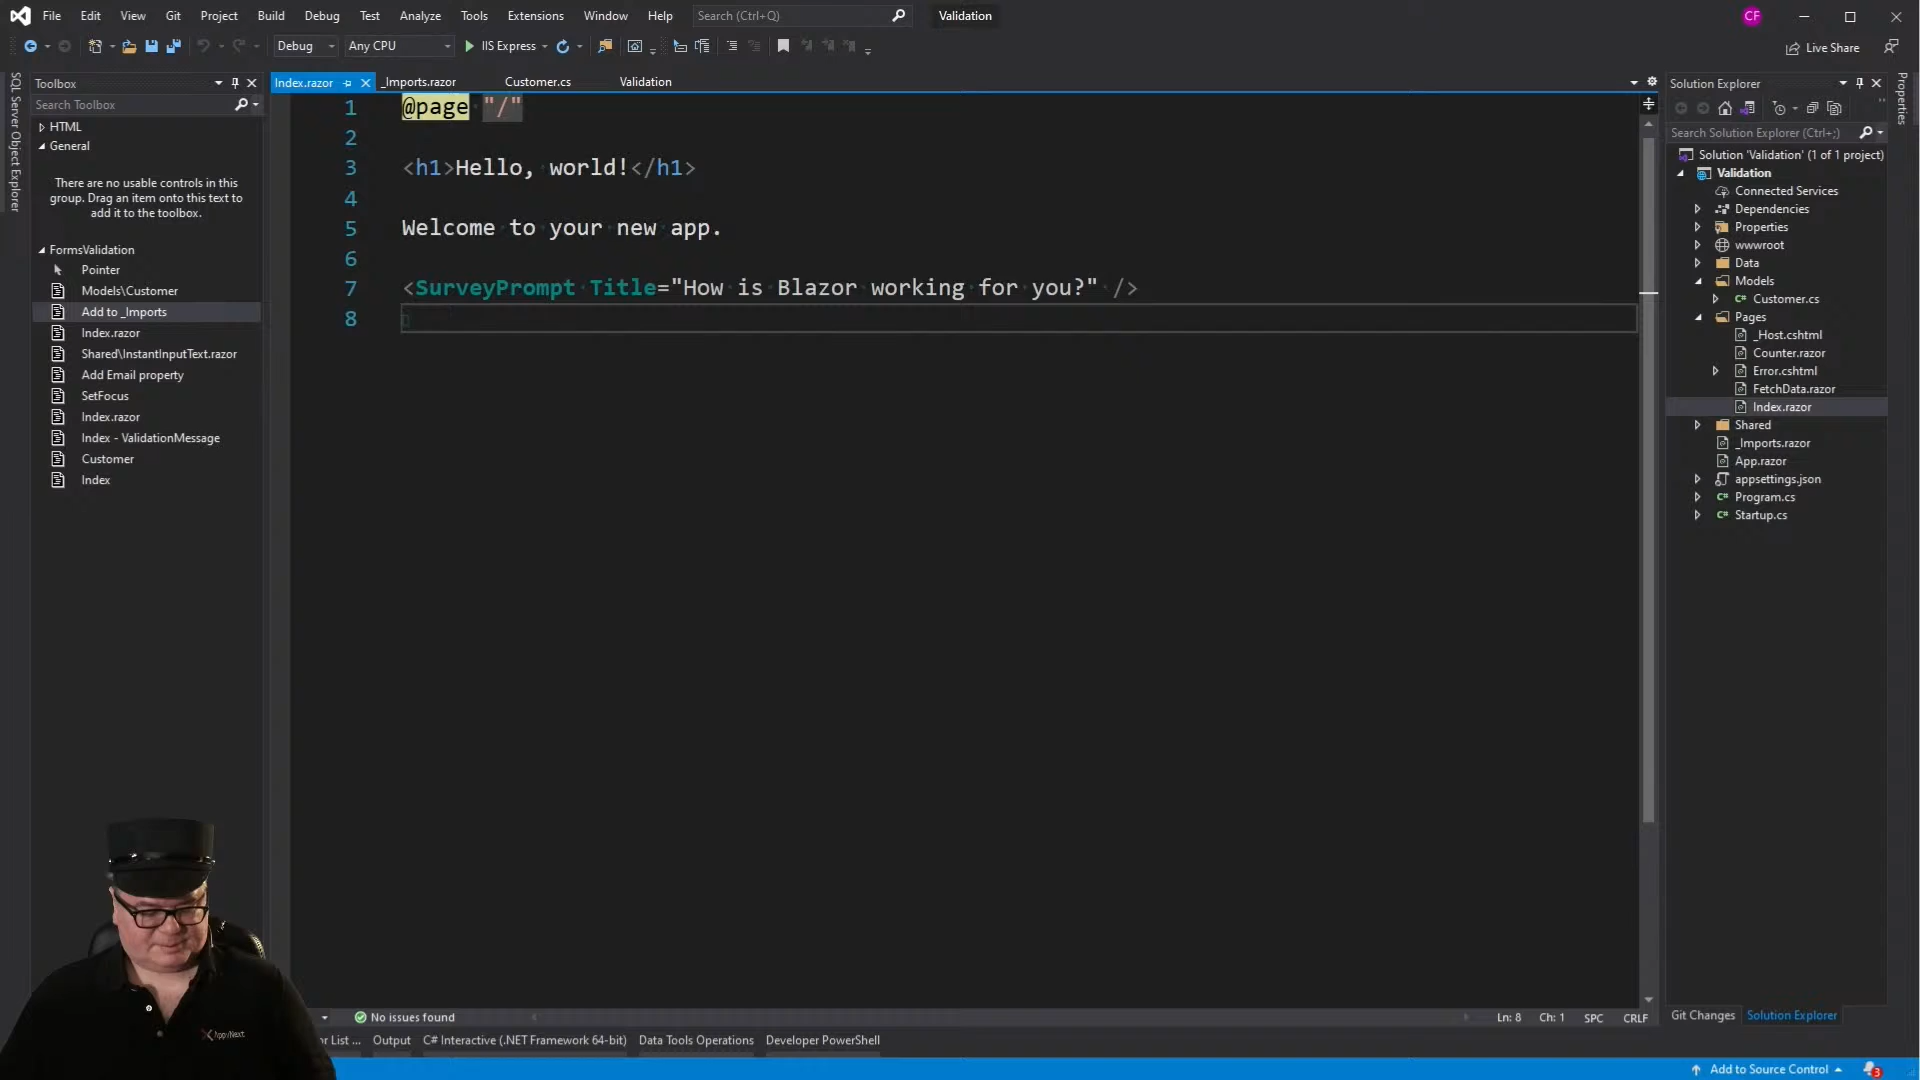 File Edit View Git Project Build Debug Test Analyze Tools Extensions Window Help Search (Ctrl+Q) Validation CF
Debug Any CPU IIS Express Live Share
SQL Server Object Explorer
Toolbox
Search Toolbox
HTML
General
There are no usable controls in this
group. Drag an item onto this text to
add it to the toolbox.
FormsValidation
Pointer
Models\Customer
Add to _Imports
Index.razor
Shared\InstantInputText.razor
Add Email property
SetFocus
Index.razor
Index - ValidationMessage
Customer
Index
Index.razor _Imports.razor Customer.cs Validation
1 @page "/"
2
3 <h1>Hello, world!</h1>
4
5 Welcome to your new app.
6
7 <SurveyPrompt Title="How is Blazor working for you?" />
8
Solution Explorer
Search Solution Explorer (Ctrl+;)
Solution 'Validation' (1 of 1 project)
Validation
Connected Services
Dependencies
Properties
wwwroot
Data
Models
C# Customer.cs
Pages
_Host.cshtml
Counter.razor
Error.cshtml
FetchData.razor
Index.razor
Shared
_Imports.razor
App.razor
appsettings.json
C# Program.cs
C# Startup.cs
Properties
No issues found Ln: 8 Ch: 1 SPC CRLF
Git Changes Solution Explorer
or List ... Output C# Interactive (.NET Framework 64-bit) Data Tools Operations Developer PowerShell
Add to Source Control 3
AppvNext